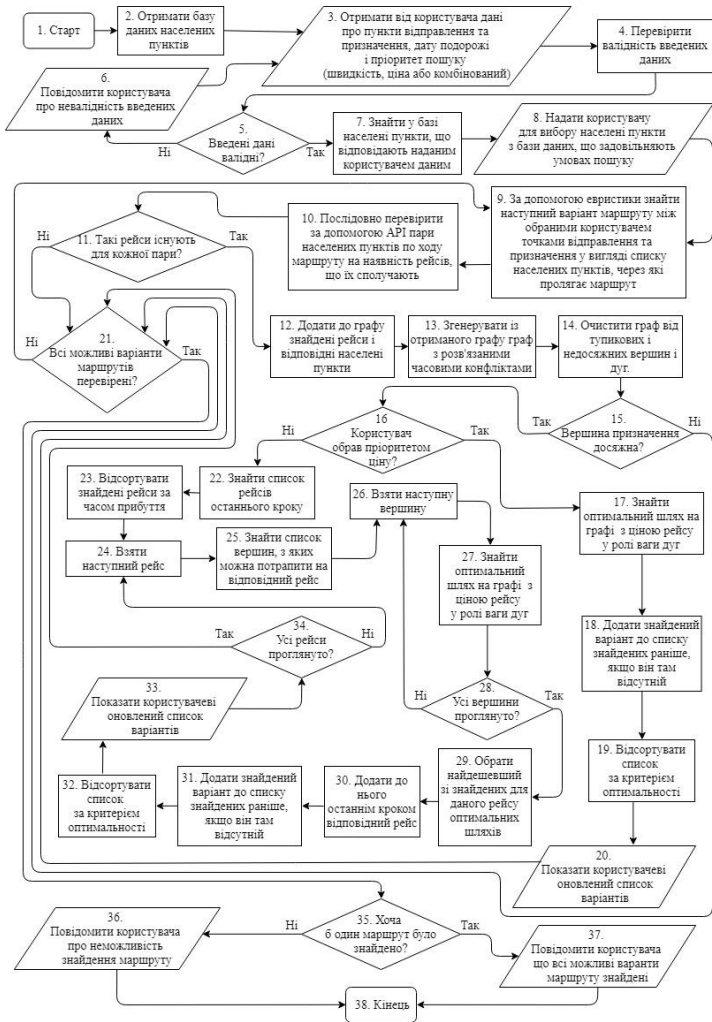 1. Старт
2. Отримати базу
даних населених
пунктів
3. Отримати від користувача дані
про пункти відправлення та
призначення, дату подорожі
і пріоритет пошуку
(швидкість, ціна або комбінований)
4. Перевірити
валідність введених
даних
6.
Повідомити користувача
про невалідність введених
даних
5.
Введені дані
валідні?
Ні
Так
7. Знайти у базі
населені пункти, що
відповідають наданим
користувачем даним
8. Надати користувачу
для вибору населені пункти
з бази даних, що задовільняють
умовах пошуку
9. За допомогою евристики знайти
наступний варіант маршруту між
обраними користувачем
точками відправлення та
призначення у вигляді списку
населених пунктів, через які
пролягає маршрут
10. Послідовно перевірити
за допомогою API пари
населених пунктів по ходу
маршруту на наявність рейсів,
що їх сполучають
Ні
11. Такі рейси існують
для кожної пари?
Так
21.
Всі можливі варіанти
маршрутів
перевірені?
Ні
Так
12. Додати до графу
знайдені рейси і
відповідні населені
пункти
13. Згенерувати із
отриманого графу граф
з розв'язаними
часовими конфліктами
14. Очистити граф від
тупикових і
недосяжних вершин і
дуг.
15.
Вершина призначення
досяжна?
Так
Ні
16
Користувач
обрав пріоритетом
ціну?
Ні
Так
23. Відсортувати
знайдені рейси за
часом прибуття
22. Знайти список
рейсів
останнього кроку
26. Взяти наступну
вершину
17. Знайти
оптимальний шлях на
графі з ціною рейсу
у ролі ваги дуг
24. Взяти
наступний рейс
25. Знайти список
вершин, з яких
можна потрапити на
відповідний рейс
27. Знайти
оптимальний
шлях на графі з
ціною рейсу
у ролі ваги дуг
34.
Усі рейси
проглянуто?
Так
Ні
18. Додати знайдений
варіант до списку
знайдених раніше,
якщо він там
відсутній
33.
Показати користувачеві
оновлений список
варіантів
28.
Усі вершини
проглянуто?
Ні
Так
19. Відсортувати
список
за критерієм
оптимальності
32. Відсортувати
список
за критерієм
оптимальності
31. Додати знайдений
варіант до списку
знайдених раніше,
якщо він там
відсутній
30. Додати до
нього
останнім кроком
відповідний рейс
29. Обрати
найдешевший
зі знайдених для
даного рейсу
оптимальних
шляхів
20.
Показати користувачеві
оновлений список
варіантів
36.
Повідомити користувача
про неможливість
знайдення маршруту
Ні
35. Хоча
б один маршрут було
знайдено?
Так
37.
Повідомити користувача
що всі можливі варанти
маршруту знайдені
38. Кінець